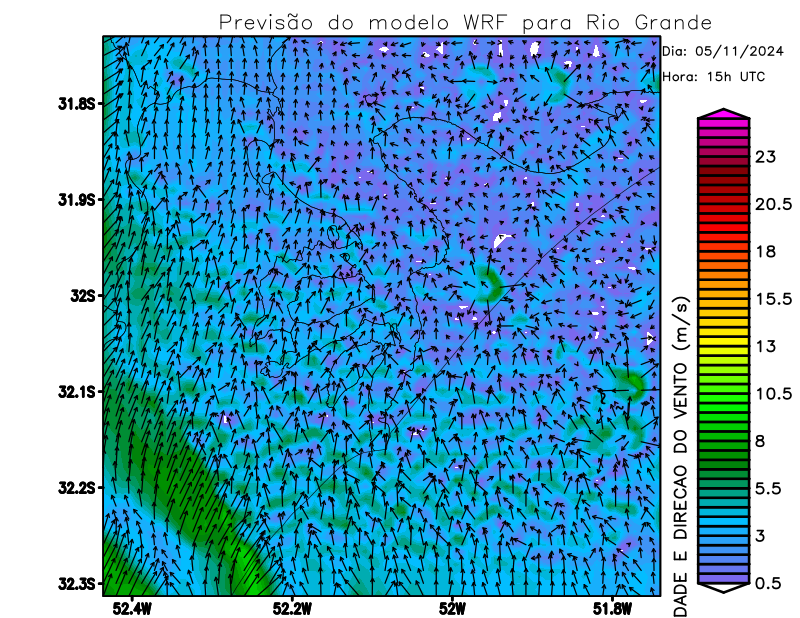 Previsão do modelo WRF para Rio Grande
Dia: 05/11/2024
Hora: 15h UTC
31.8S
31.9S
32S
32.1S
32.2S
32.3S
52.4W
52.2W
52W
51.8W
23
20.5
18
15.5
13
10.5
8
5.5
3
0.5
DADE E DIRECAO DO VENTO (m/s)